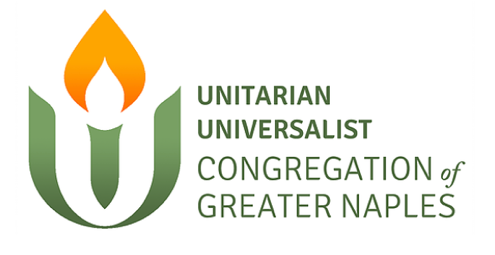 UNITARIAN
UNIVERSALIST
CONGREGATION of
GREATER NAPLES